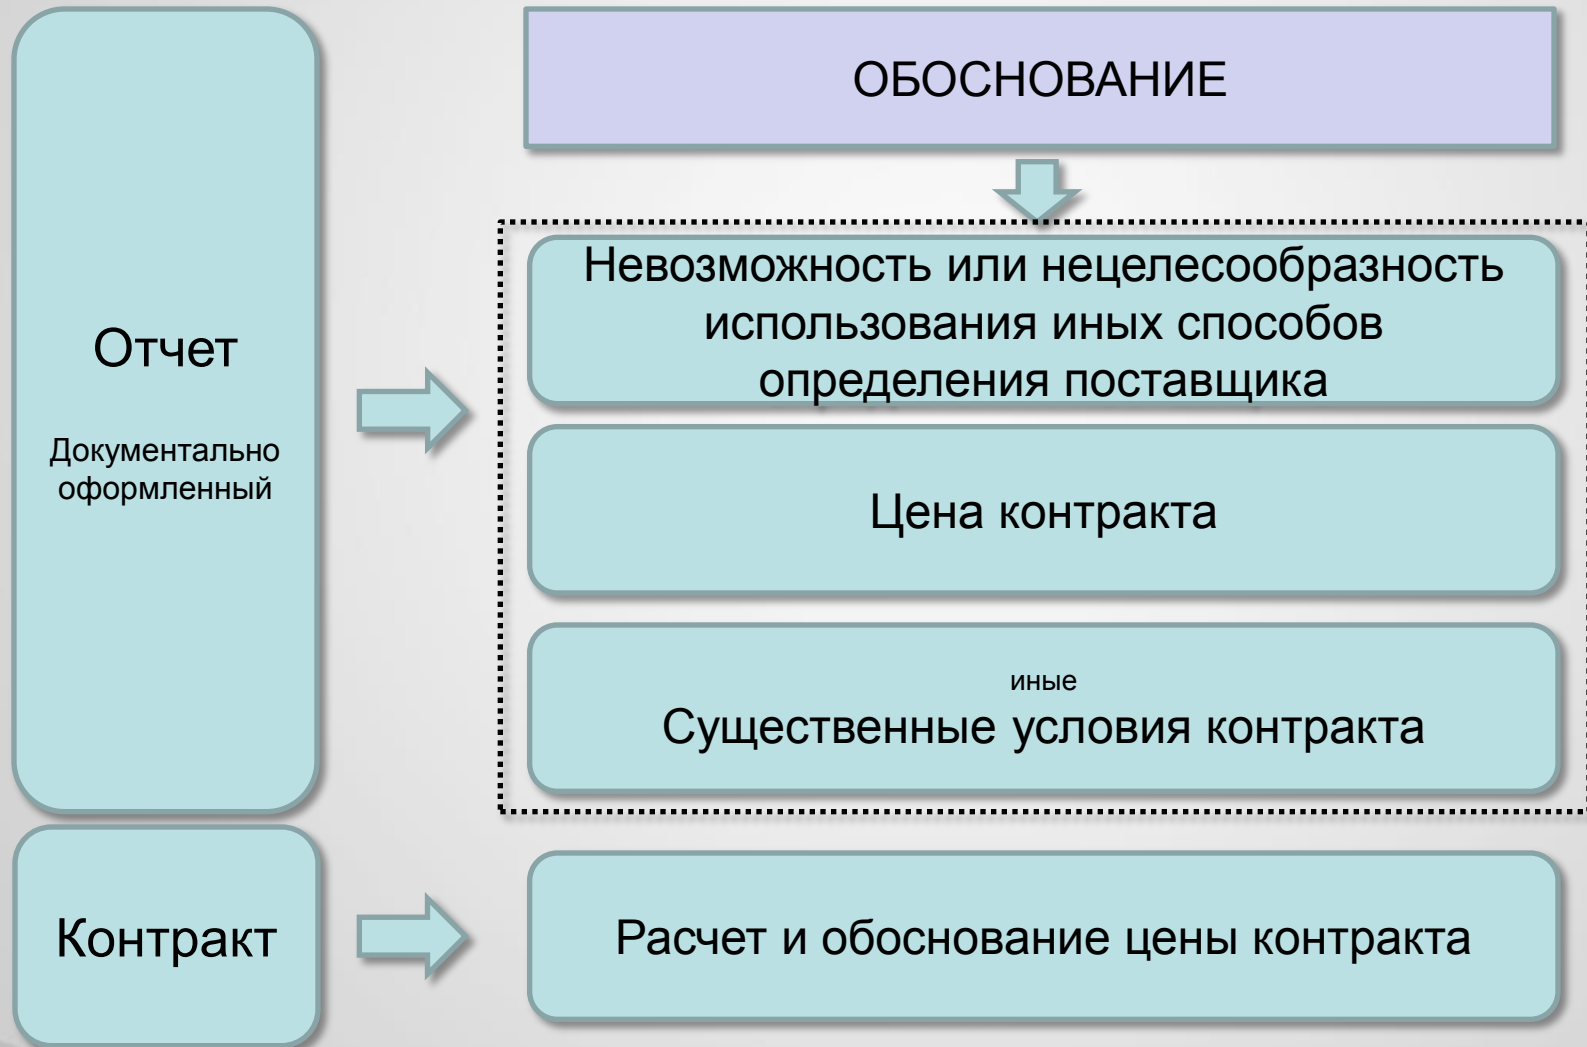 ОБОСНОВАНИЕ
Отчет
Документально
оформленный
Невозможность или нецелесообразность
использования иных способов
определения поставщика
Цена контракта
иные
Существенные условия контракта
Контракт
Расчет и обоснование цены контракта